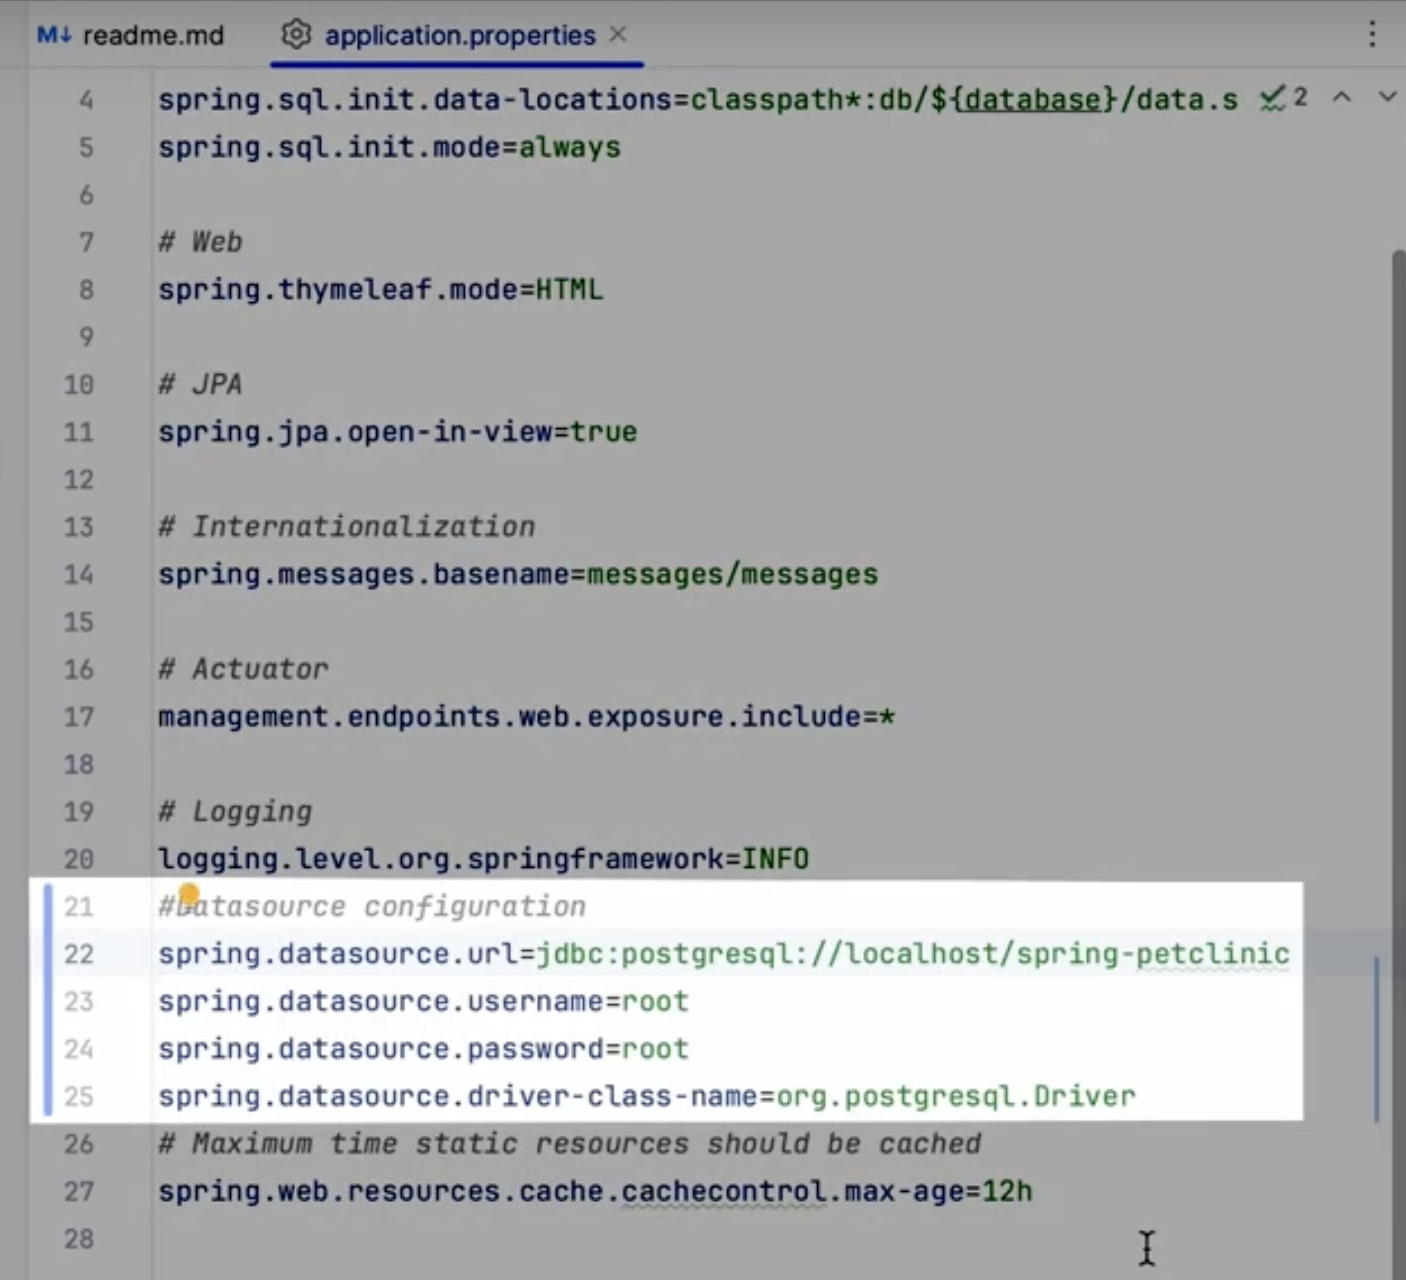 M↓ readme.md
application.properties ×
4 spring.sql.init.data-locations=classpath*:db/${database}/data.s 2
5 spring.sql.init.mode=always
6
7 # Web
8 spring.thymeleaf.mode=HTML
9
10 # JPA
11 spring.jpa.open-in-view=true
12
13 # Internationalization
14 spring.messages.basename=messages/messages
15
16 # Actuator
17 management.endpoints.web.exposure.include=*
18
19 # Logging
20 logging.level.org.springframework=INFO
21 #Datasource configuration
22 spring.datasource.url=jdbc:postgresql://localhost/spring-petclinic
23 spring.datasource.username=root
24 spring.datasource.password=root
25 spring.datasource.driver-class-name=org.postgresql.Driver
26 # Maximum time static resources should be cached
27 spring.web.resources.cache.cachecontrol.max-age=12h
28